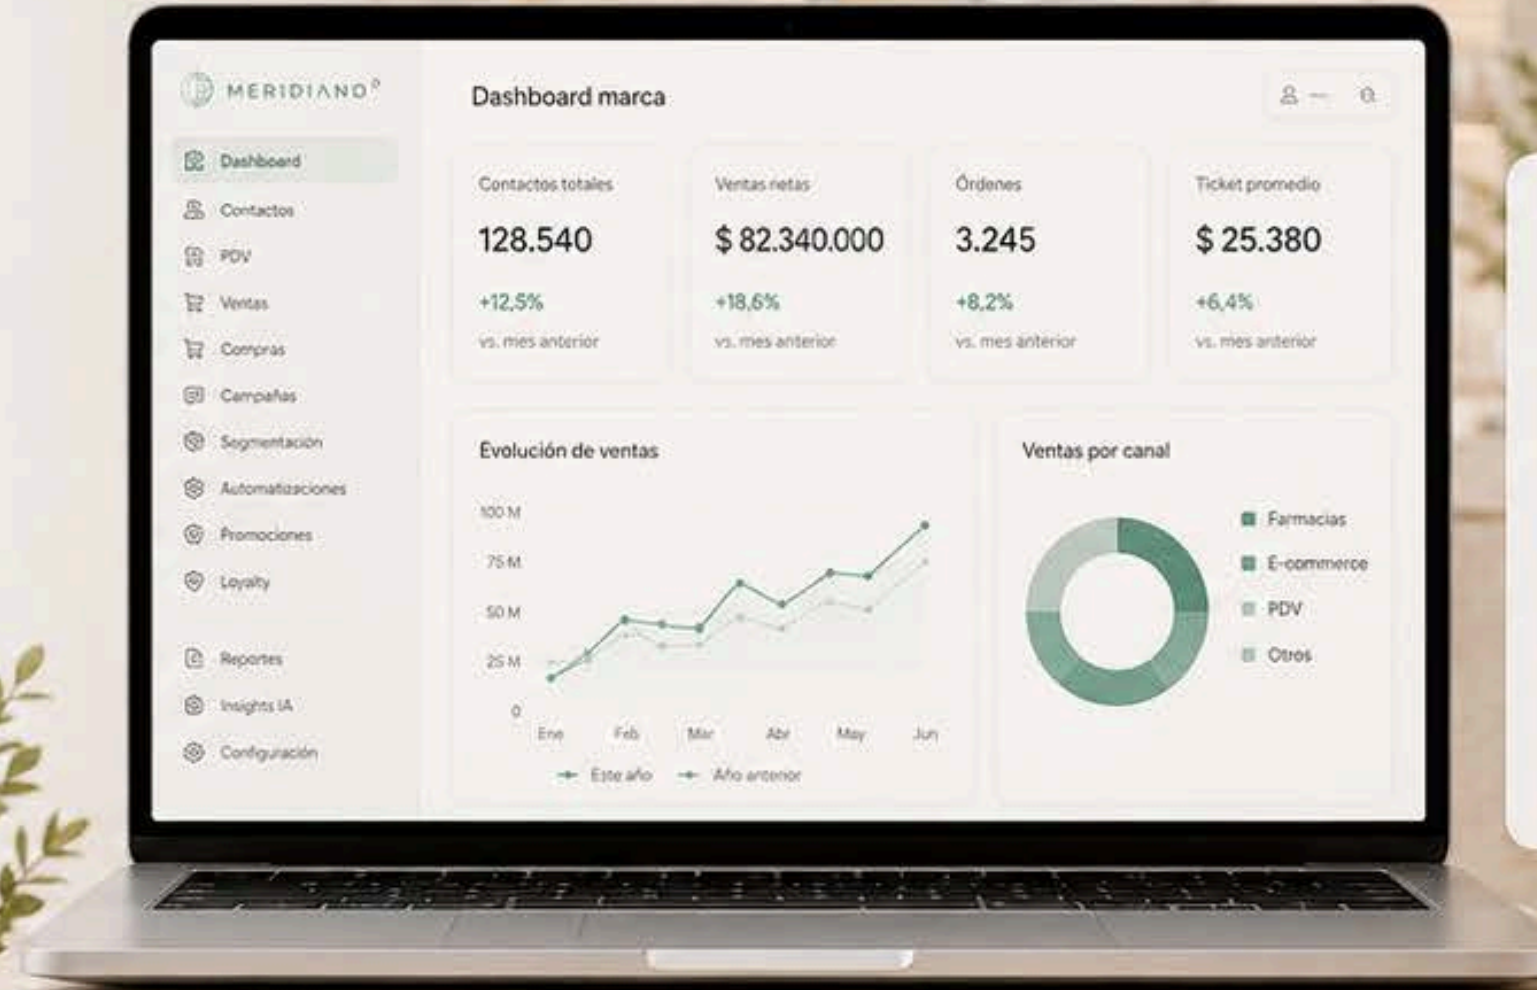 MERIDIANO
Dashboard
Contactos
PDV
Ventas
Compras
Campañas
Segmentación
Automatizaciones
Promociones
Loyalty
Reportes
Insights IA
Configuración
Dashboard marca
Contactos totales
128.540
+12,5%
vs. mes anterior
Ventas netas
$ 82.340.000
+18,6%
vs. mes anterior
Órdenes
3.245
+8,2%
vs. mes anterior
Ticket promedio
$ 25.380
+6,4%
vs. mes anterior
Evolución de ventas
100 M
75 M
50 M
25 M
0
Ene Feb Mar Abr May Jun
Este año Año anterior
Ventas por canal
Farmacias
E-commerce
PDV
Otros